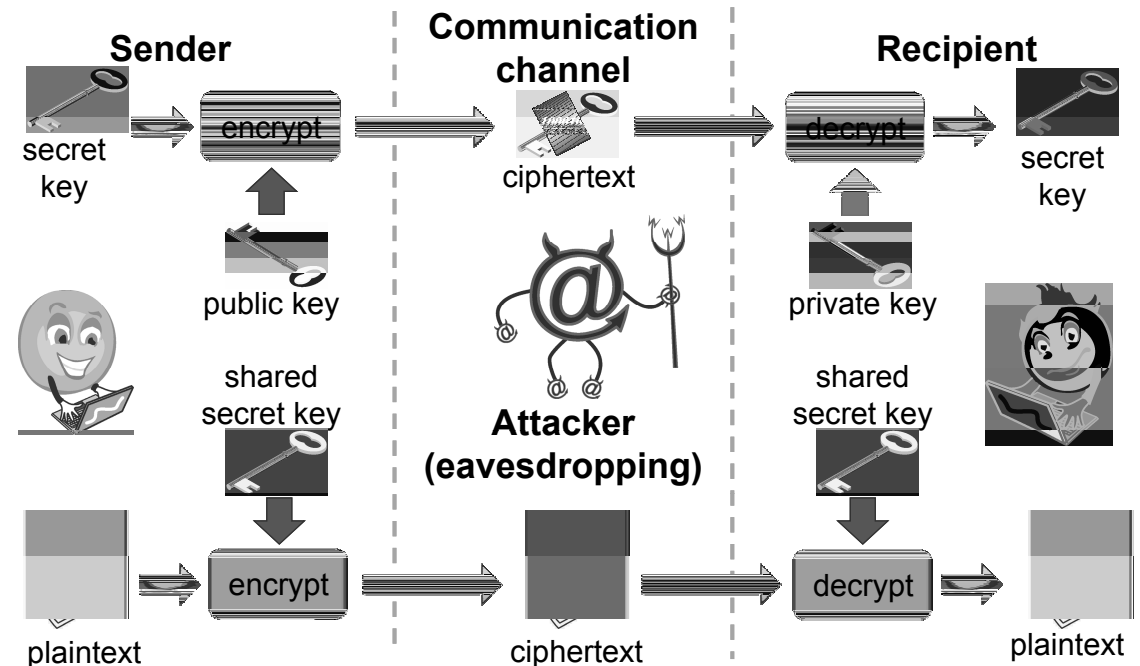 Sender
Communication
channel
Recipient
secret
key
encrypt
ciphertext
decrypt
secret
key
public key
private key
@
shared
secret key
Attacker
(eavesdropping)
shared
secret key
plaintext
encrypt
ciphertext
decrypt
plaintext